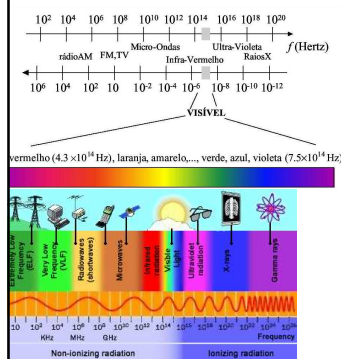 10² 10⁴ 10⁶ 10⁸ 10¹⁰ 10¹² 10¹⁴ 10¹⁶ 10¹⁸ 10²⁰
f(Hertz)
Micro-Ondas Ultra-Violeta
rádioAM FM,TV Infra-Vermelho RaiosX
10⁶ 10⁴ 10² 10 10⁻² 10⁻⁴ 10⁻⁶ 10⁻⁸ 10⁻¹⁰ 10⁻¹²
VISÍVEL
vermelho (4.3 ×10¹⁴ Hz), laranja, amarelo,..., verde, azul, violeta (7.5×10¹⁴ Hz)
Extremely Low Frequency (ELF)
Very Low Frequency (VLF)
Radiowaves (shortwaves)
Microwaves
Infrared radiation
Visible Light
Ultraviolet radiation
X-rays
Gamma rays
10 10² 10⁴ 10⁶ 10⁸ 10¹⁰ 10¹² 10¹⁴ 10¹⁶ 10¹⁸ 10²⁰ 10²²
KHz MHz GHz Frequency
Non-ionizing radiation Ionizing radiation